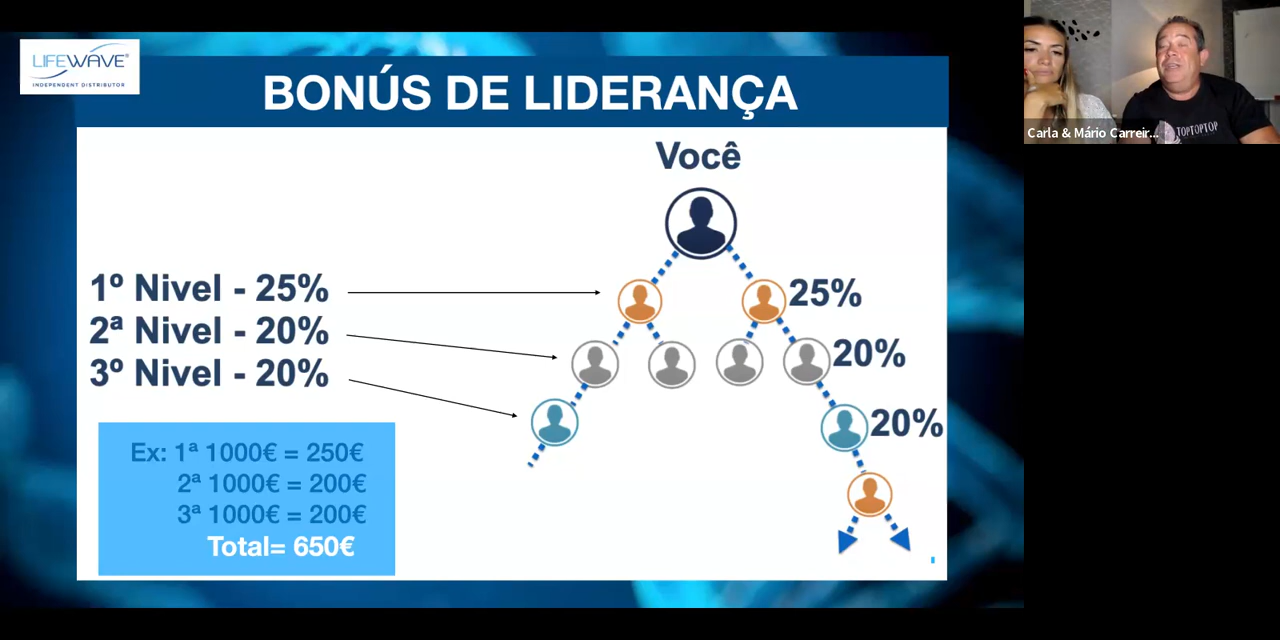 LIFEWAVE®
INDEPENDENT DISTRIBUTOR
BONÚS DE LIDERANÇA
Você
1º Nivel - 25%
2ª Nivel - 20%
3º Nivel - 20%
25%
20%
20%
Ex: 1ª 1000€ = 250€
2ª 1000€ = 200€
3ª 1000€ = 200€
Total= 650€
Carla & Mário Carreir...
TOPTOPTOP